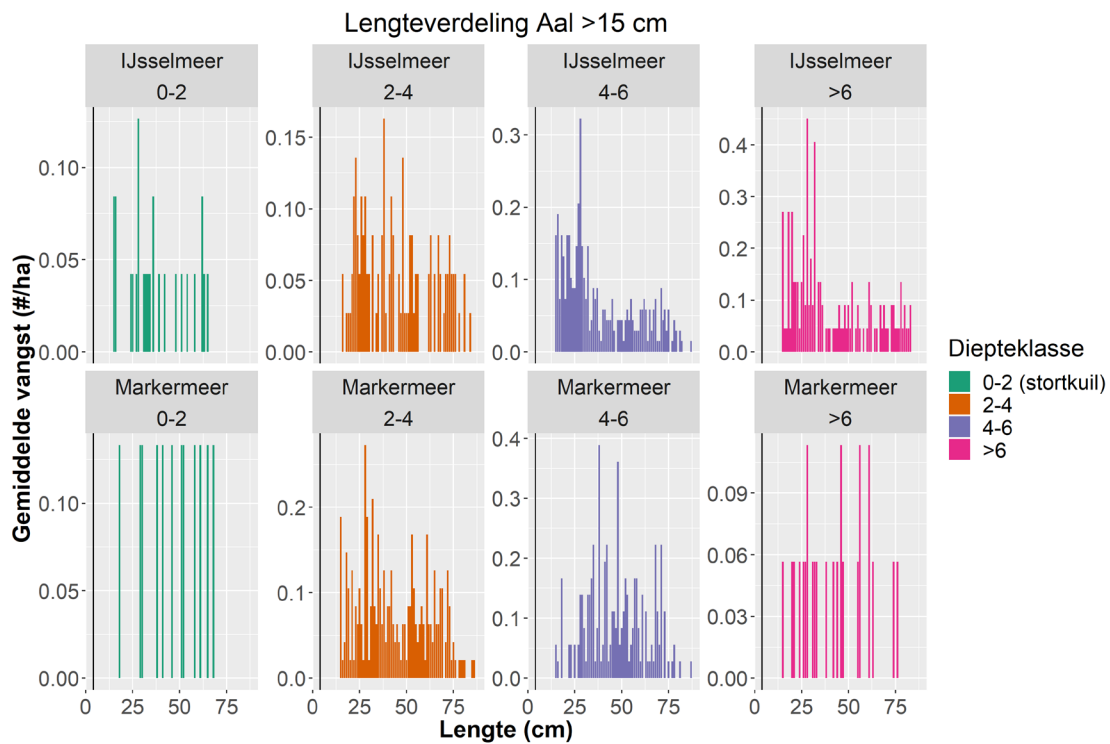 Lengteverdeling Aal >15 cm
IJsselmeer
0-2
IJsselmeer
2-4
IJsselmeer
4-6
IJsselmeer
>6
0.10
0.05
0.00
0.15
0.10
0.05
0.00
0.3
0.2
0.1
0.0
0.4
0.3
0.2
0.1
0.0
Markermeer
0-2
Markermeer
2-4
Markermeer
4-6
Markermeer
>6
0.10
0.05
0.00
0.2
0.1
0.0
0.4
0.3
0.2
0.1
0.0
0.09
0.06
0.03
0.00
0 25 50 75
0 25 50 75
0 25 50 75
0 25 50 75
Gemiddelde vangst (#/ha)
Lengte (cm)
Diepteklasse
0-2 (stortkuil)
2-4
4-6
>6